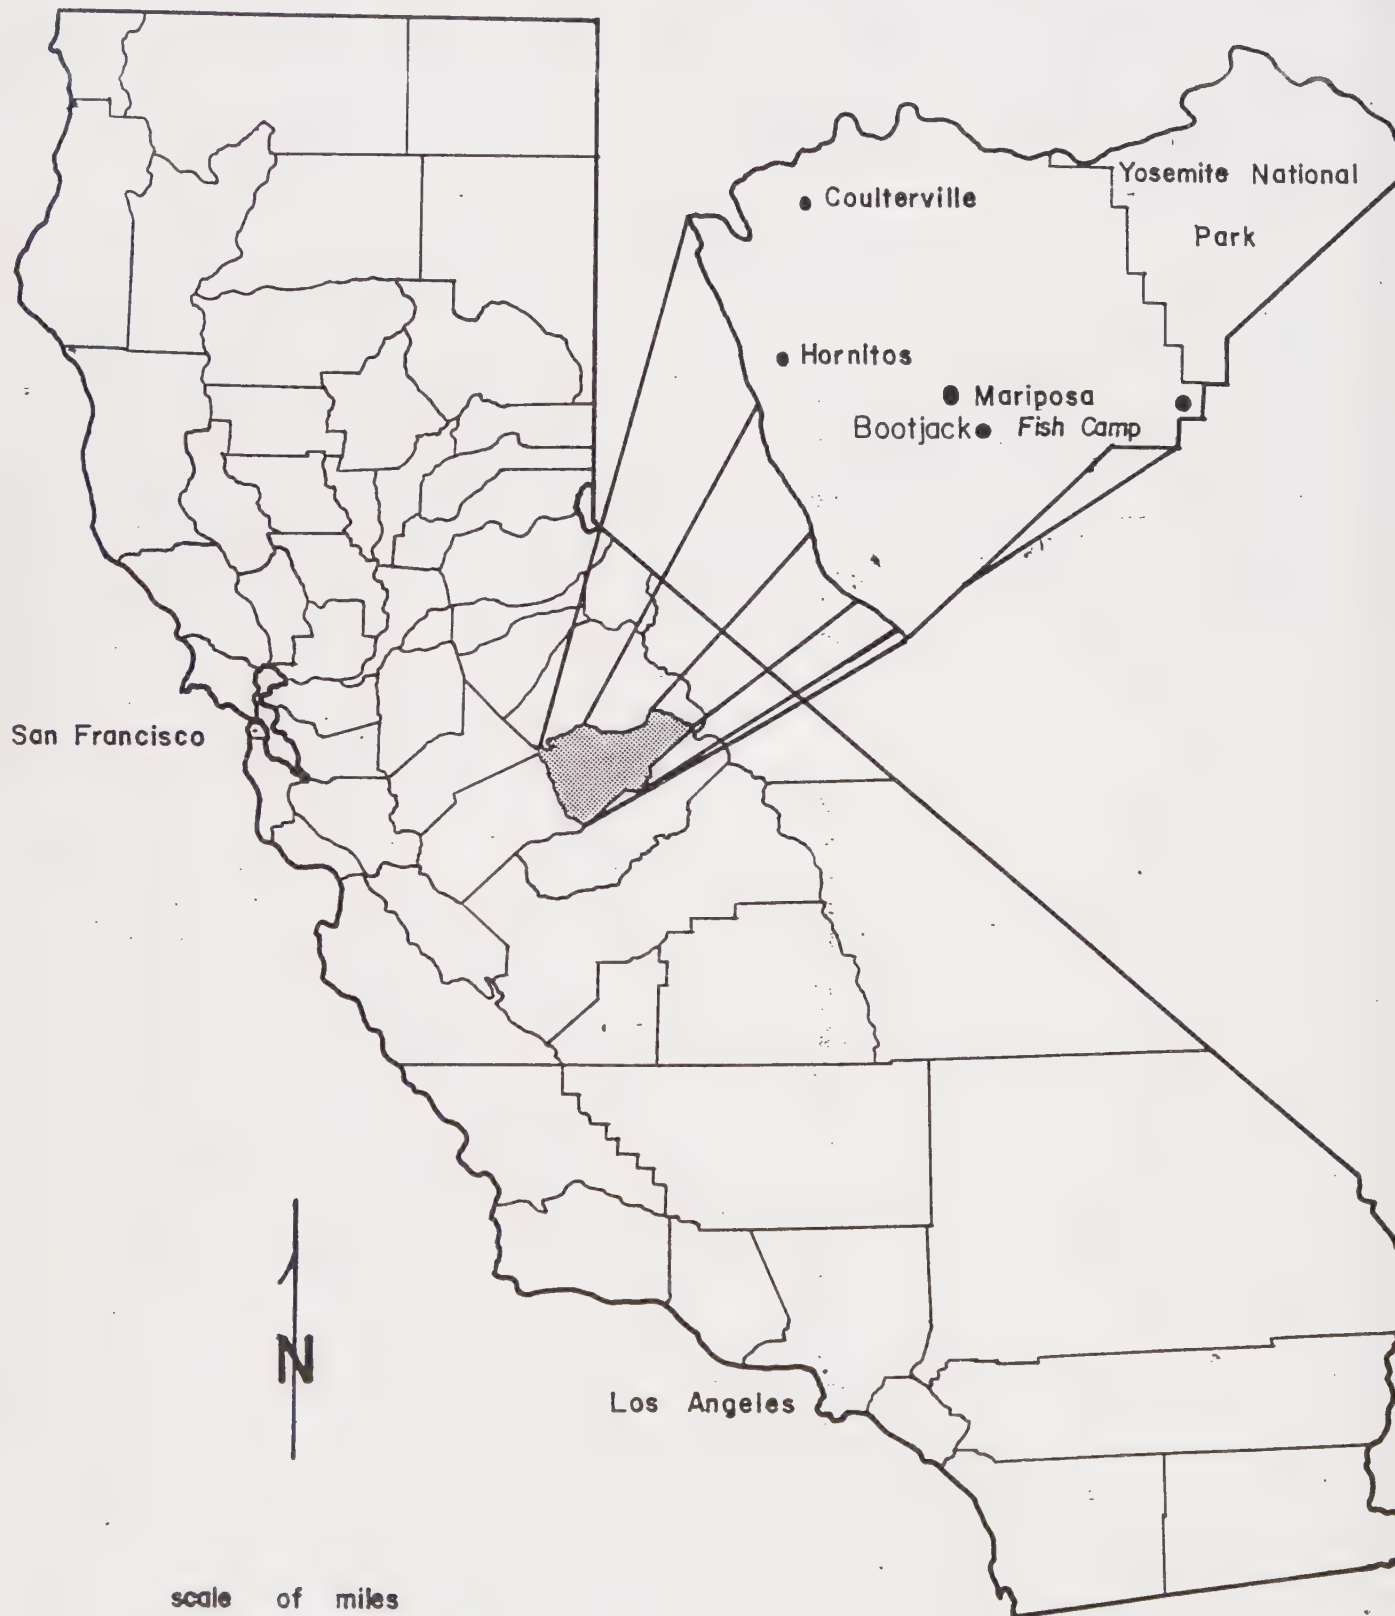 Yosemite National
Park
Coulterville
Hornitos
Mariposa
Bootjack
Fish Camp
San Francisco
N
Los Angeles
scale of miles